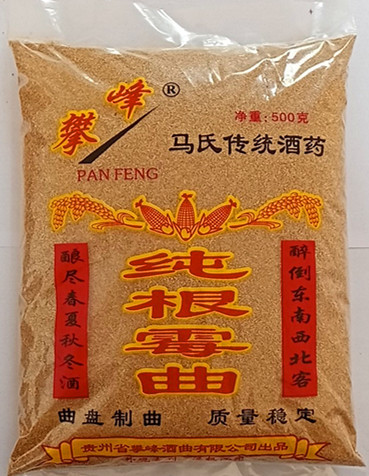 攀峰®
PAN FENG
净重:500克
马氏传统酒药
酿尽春夏秋冬酒
纯根霉曲
醉倒东南西北客
曲盘制曲 质量稳定
贵州省攀峰酒曲有限公司出品